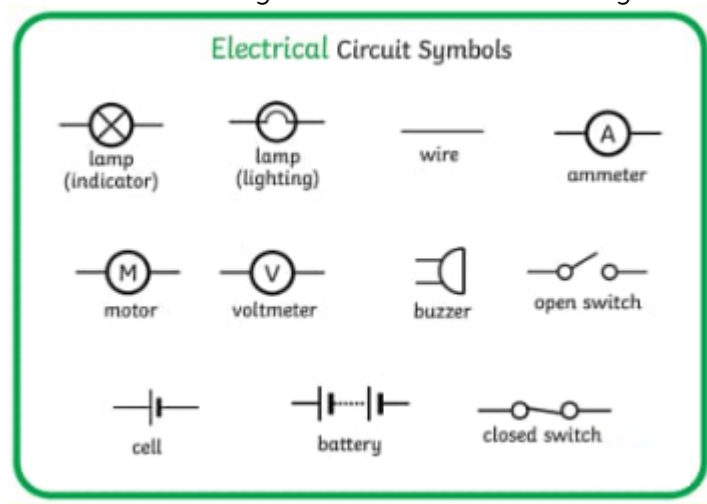 Electrical Circuit Symbols
lamp
(indicator)
lamp
(lighting)
wire
A
ammeter
M
motor
V
voltmeter
buzzer
open switch
cell
battery
closed switch